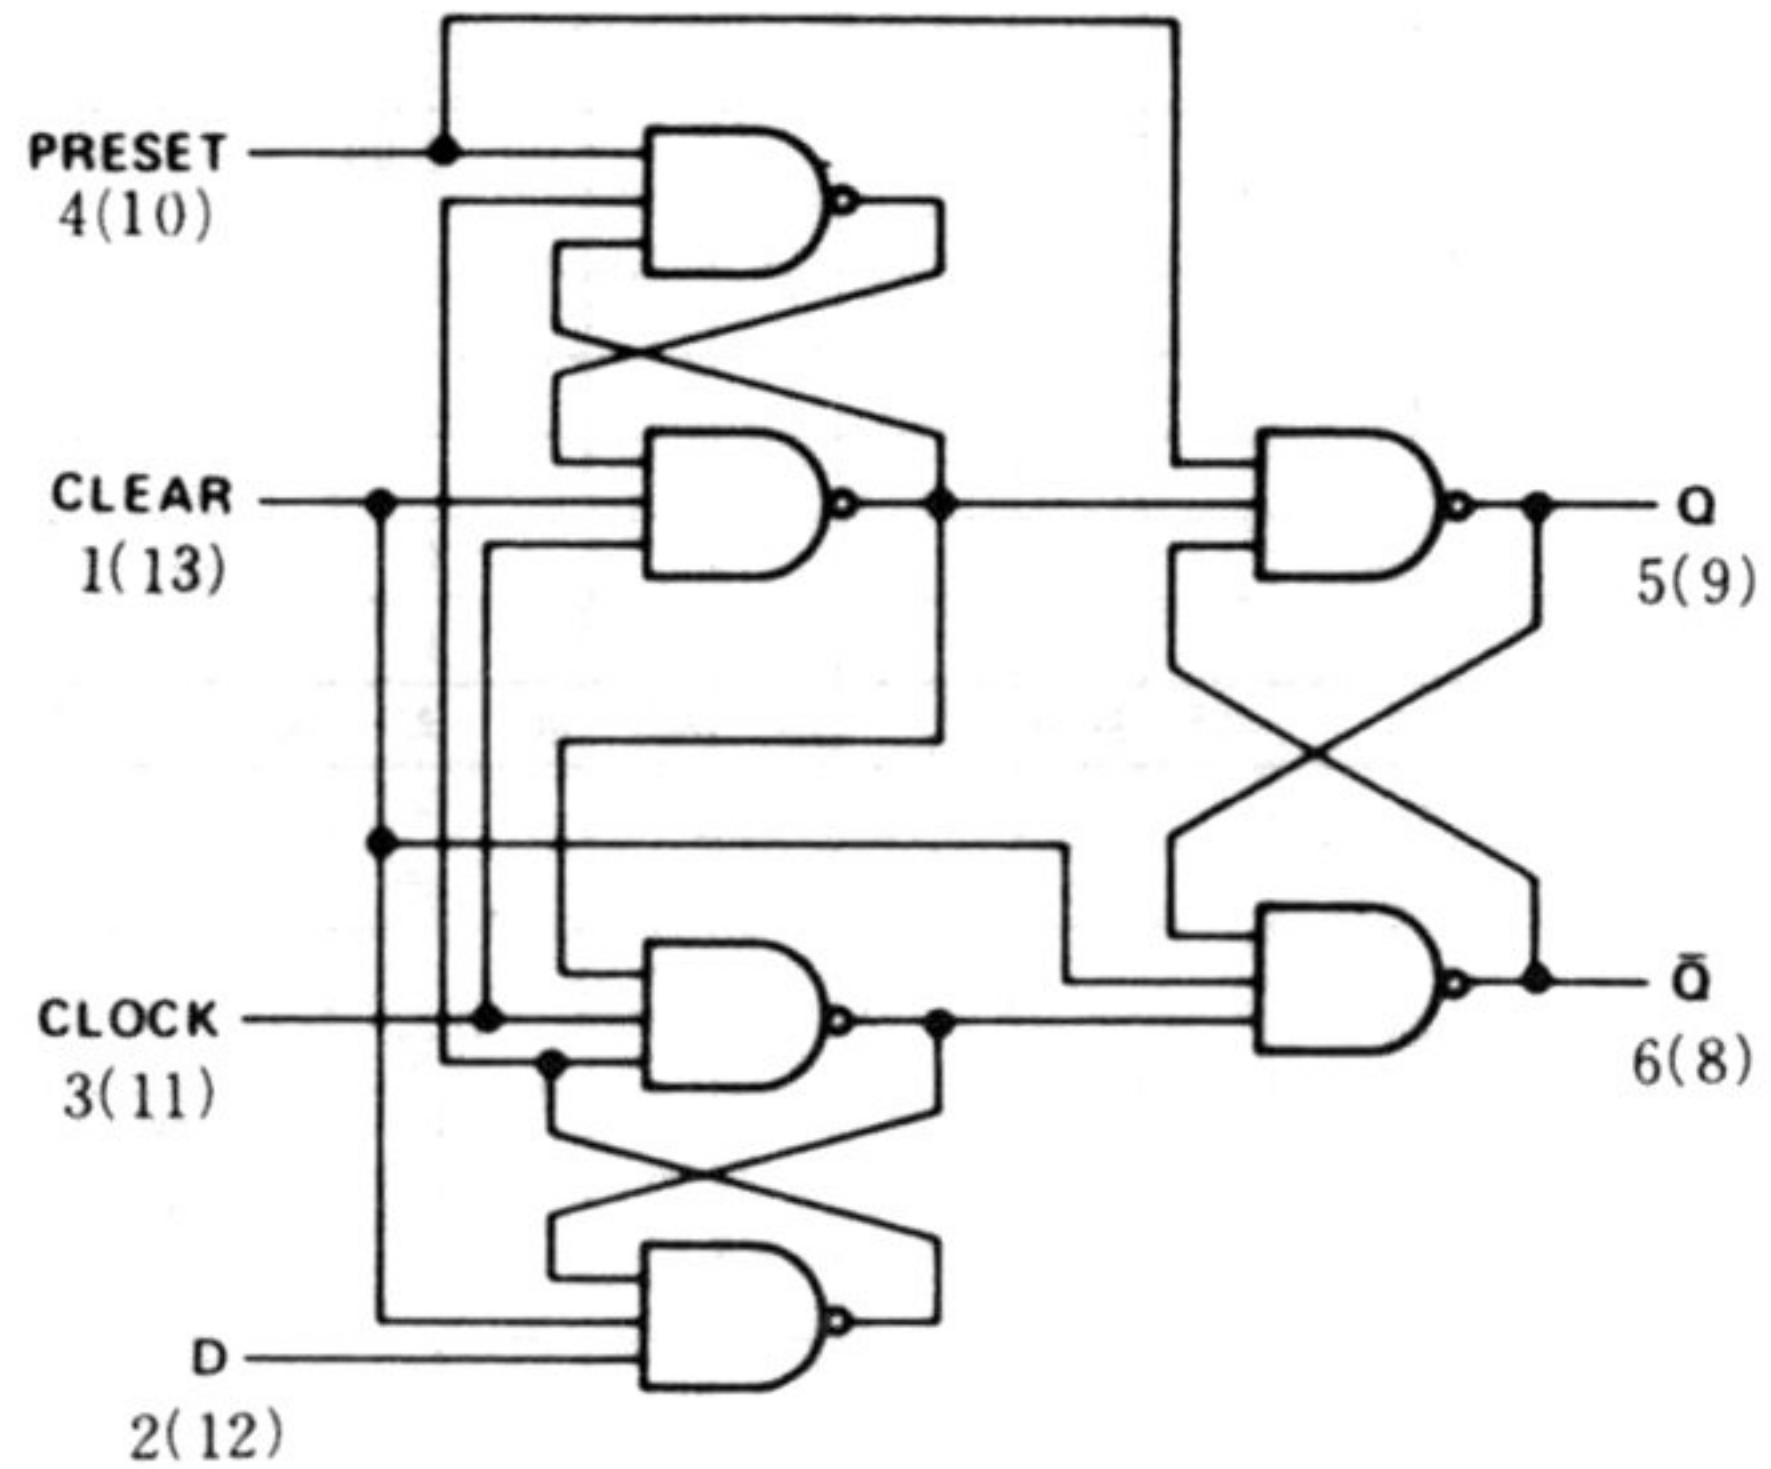 PRESET
4(10)
CLEAR
1(13)
Q
5(9)
CLOCK
3(11)
Q̄
6(8)
D
2(12)